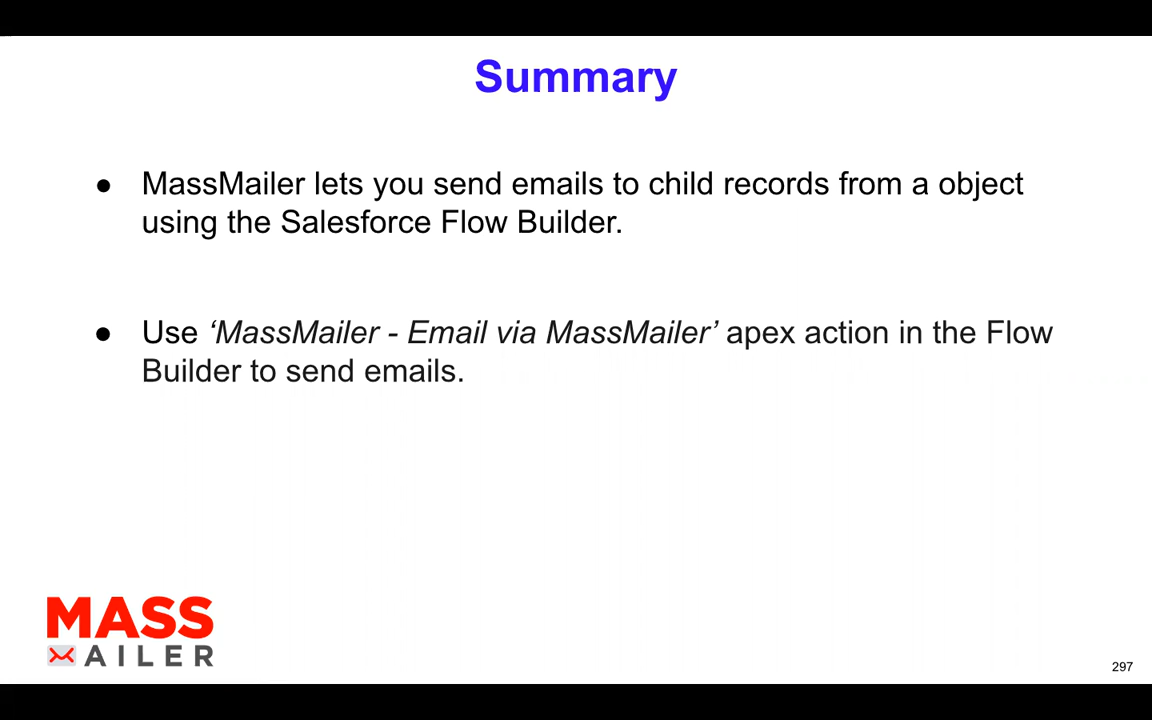 Summary
● MassMailer lets you send emails to child records from a object
using the Salesforce Flow Builder.
● Use ‘MassMailer - Email via MassMailer’ apex action in the Flow
Builder to send emails.
MASS
AILER
297